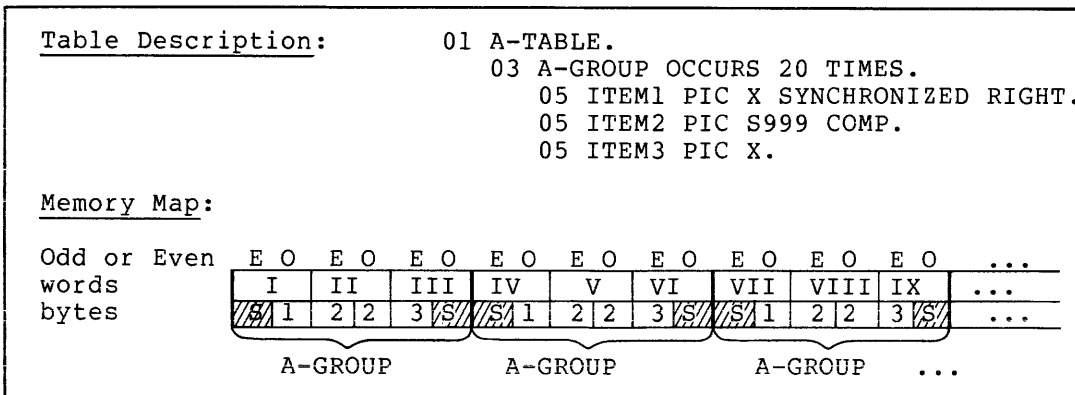 Table Description: 01 A-TABLE.
03 A-GROUP OCCURS 20 TIMES.
05 ITEM1 PIC X SYNCHRONIZED RIGHT.
05 ITEM2 PIC S999 COMP.
05 ITEM3 PIC X.
Memory Map:
Odd or Even E O E O E O E O E O E O E O E O E O ...
words I II III IV V VI VII VIII IX ...
bytes S 1 2 2 3 S S 1 2 2 3 S S 1 2 2 3 S ...
A-GROUP A-GROUP A-GROUP ...